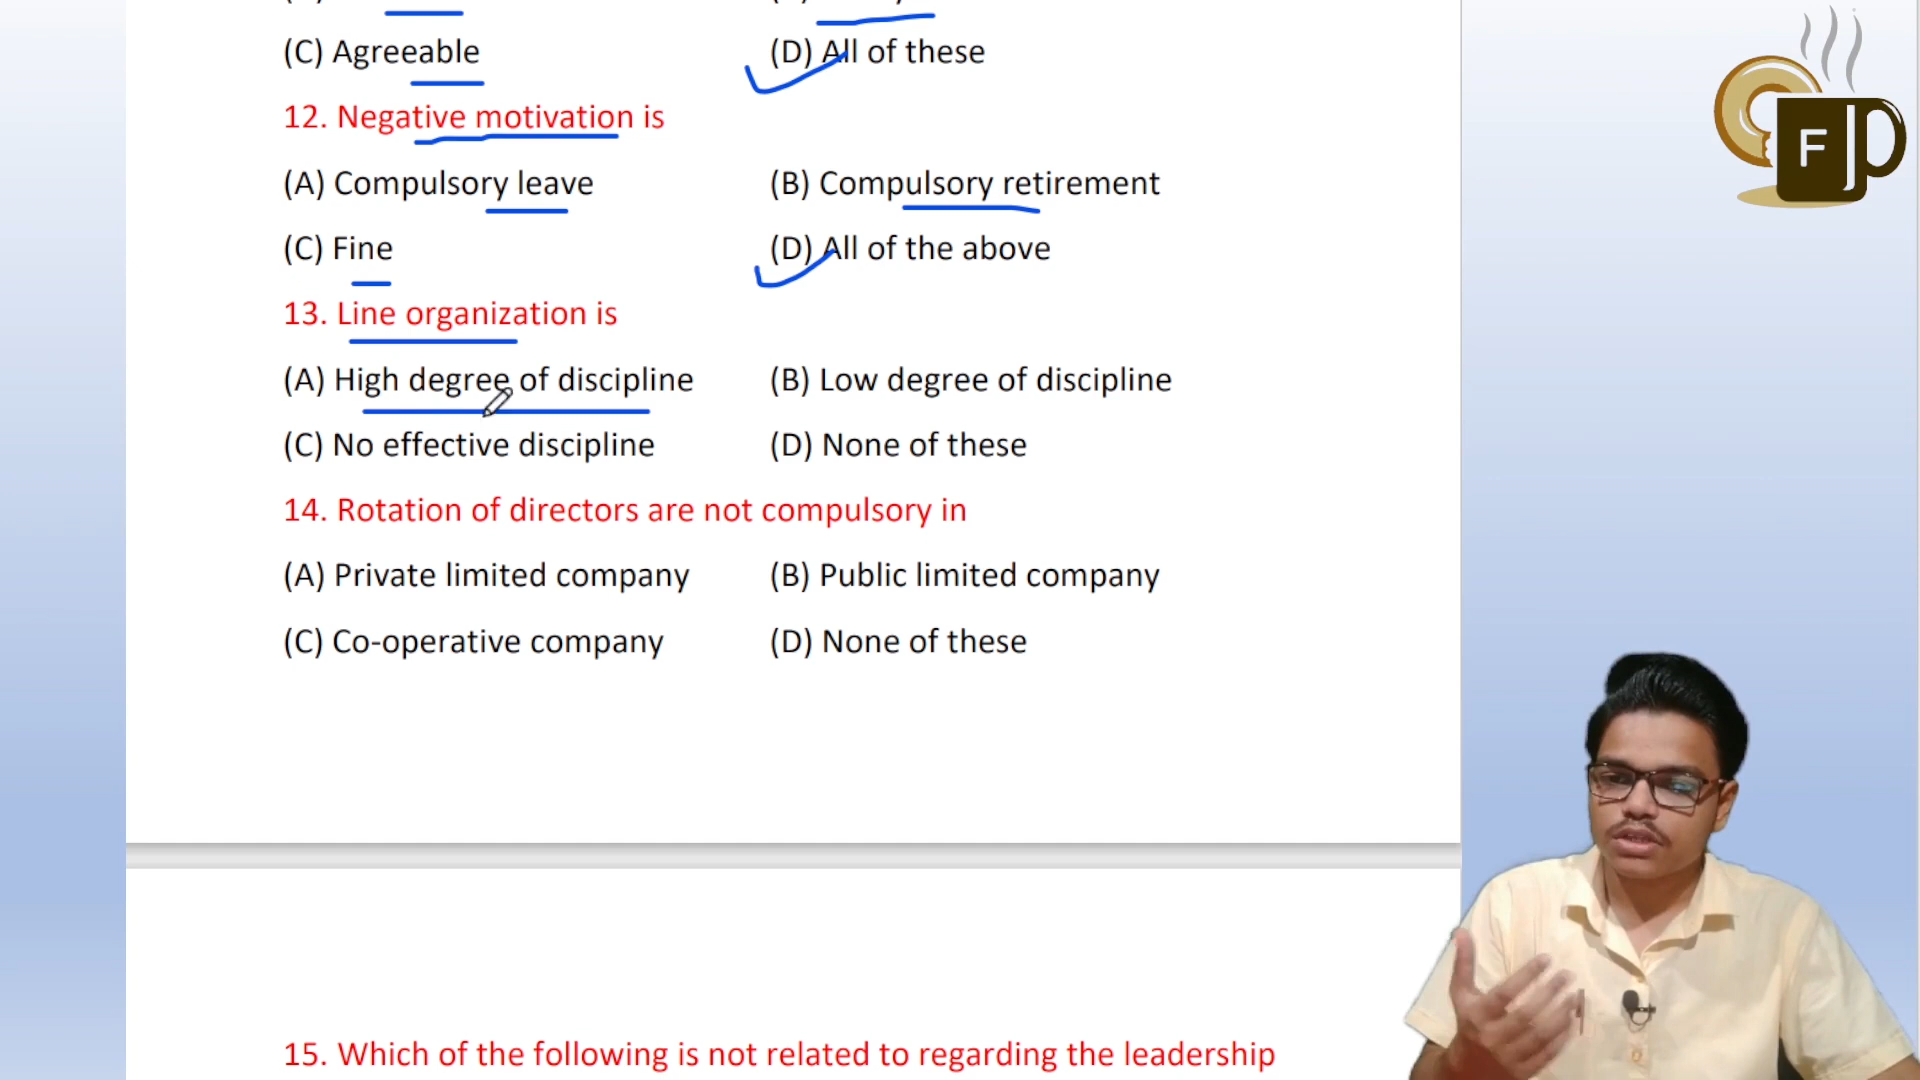 (C) Agreeable (D) All of these
12. Negative motivation is
(A) Compulsory leave (B) Compulsory retirement
(C) Fine (D) All of the above
13. Line organization is
(A) High degree of discipline (B) Low degree of discipline
(C) No effective discipline (D) None of these
14. Rotation of directors are not compulsory in
(A) Private limited company (B) Public limited company
(C) Co-operative company (D) None of these
15. Which of the following is not related to regarding the leadership
FJ